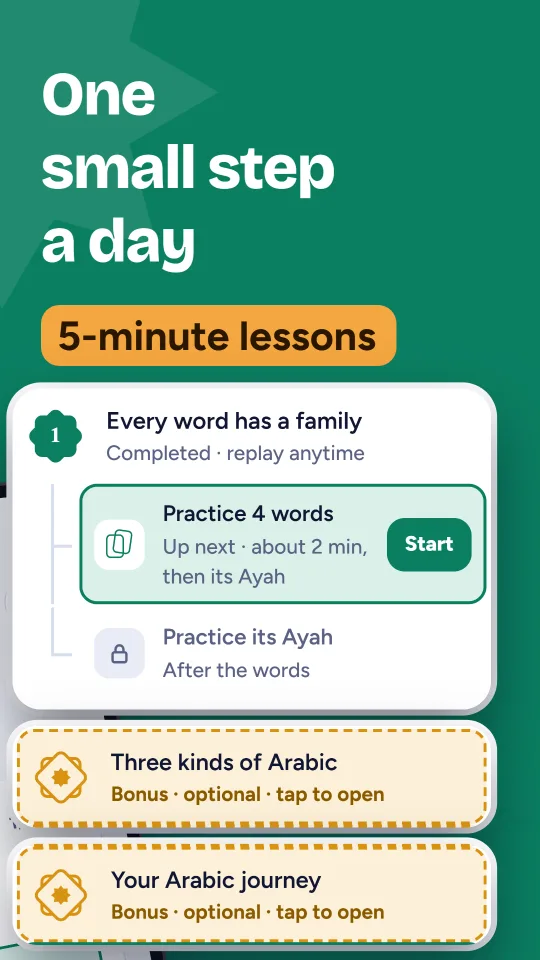 One
small step
a day
5-minute lessons
1
Every word has a family
Completed · replay anytime
Practice 4 words
Up next · about 2 min,
then its Ayah
Start
Practice its Ayah
After the words
Three kinds of Arabic
Bonus · optional · tap to open
Your Arabic journey
Bonus · optional · tap to open